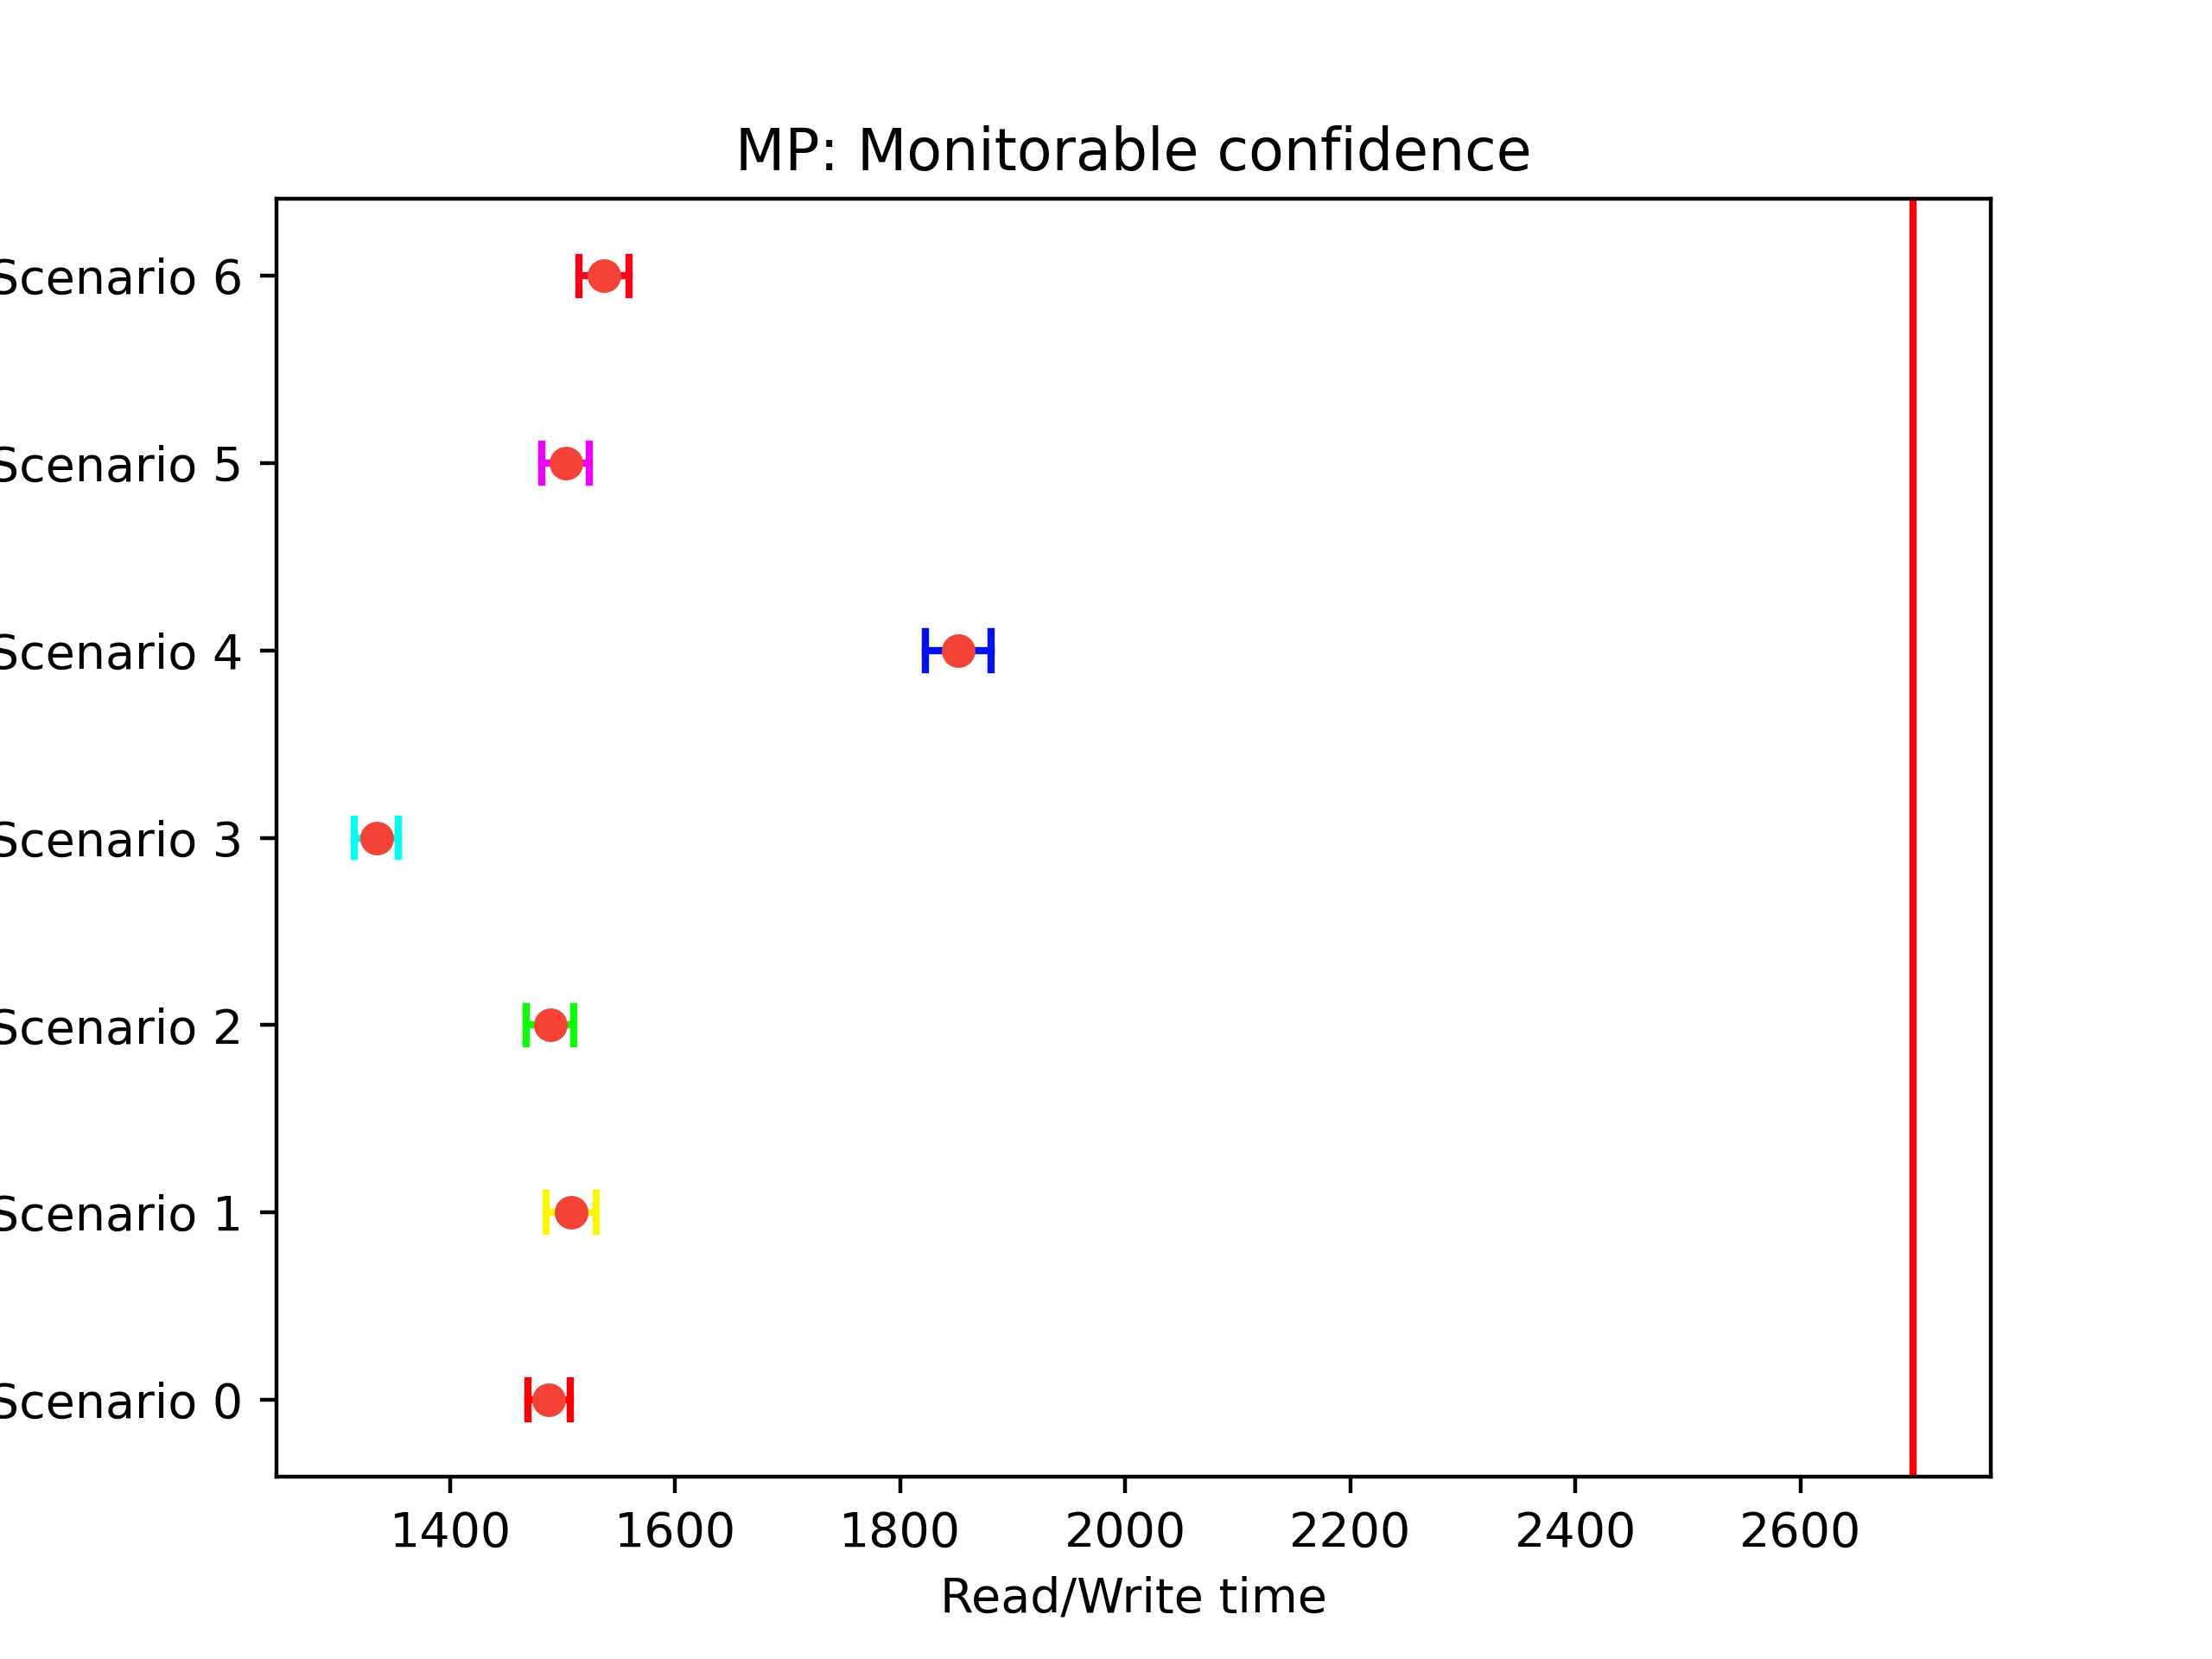 MP: Monitorable confidence
Scenario 6
Scenario 5
Scenario 4
Scenario 3
Scenario 2
Scenario 1
Scenario 0
1400 1600 1800 2000 2200 2400 2600
Read/Write time